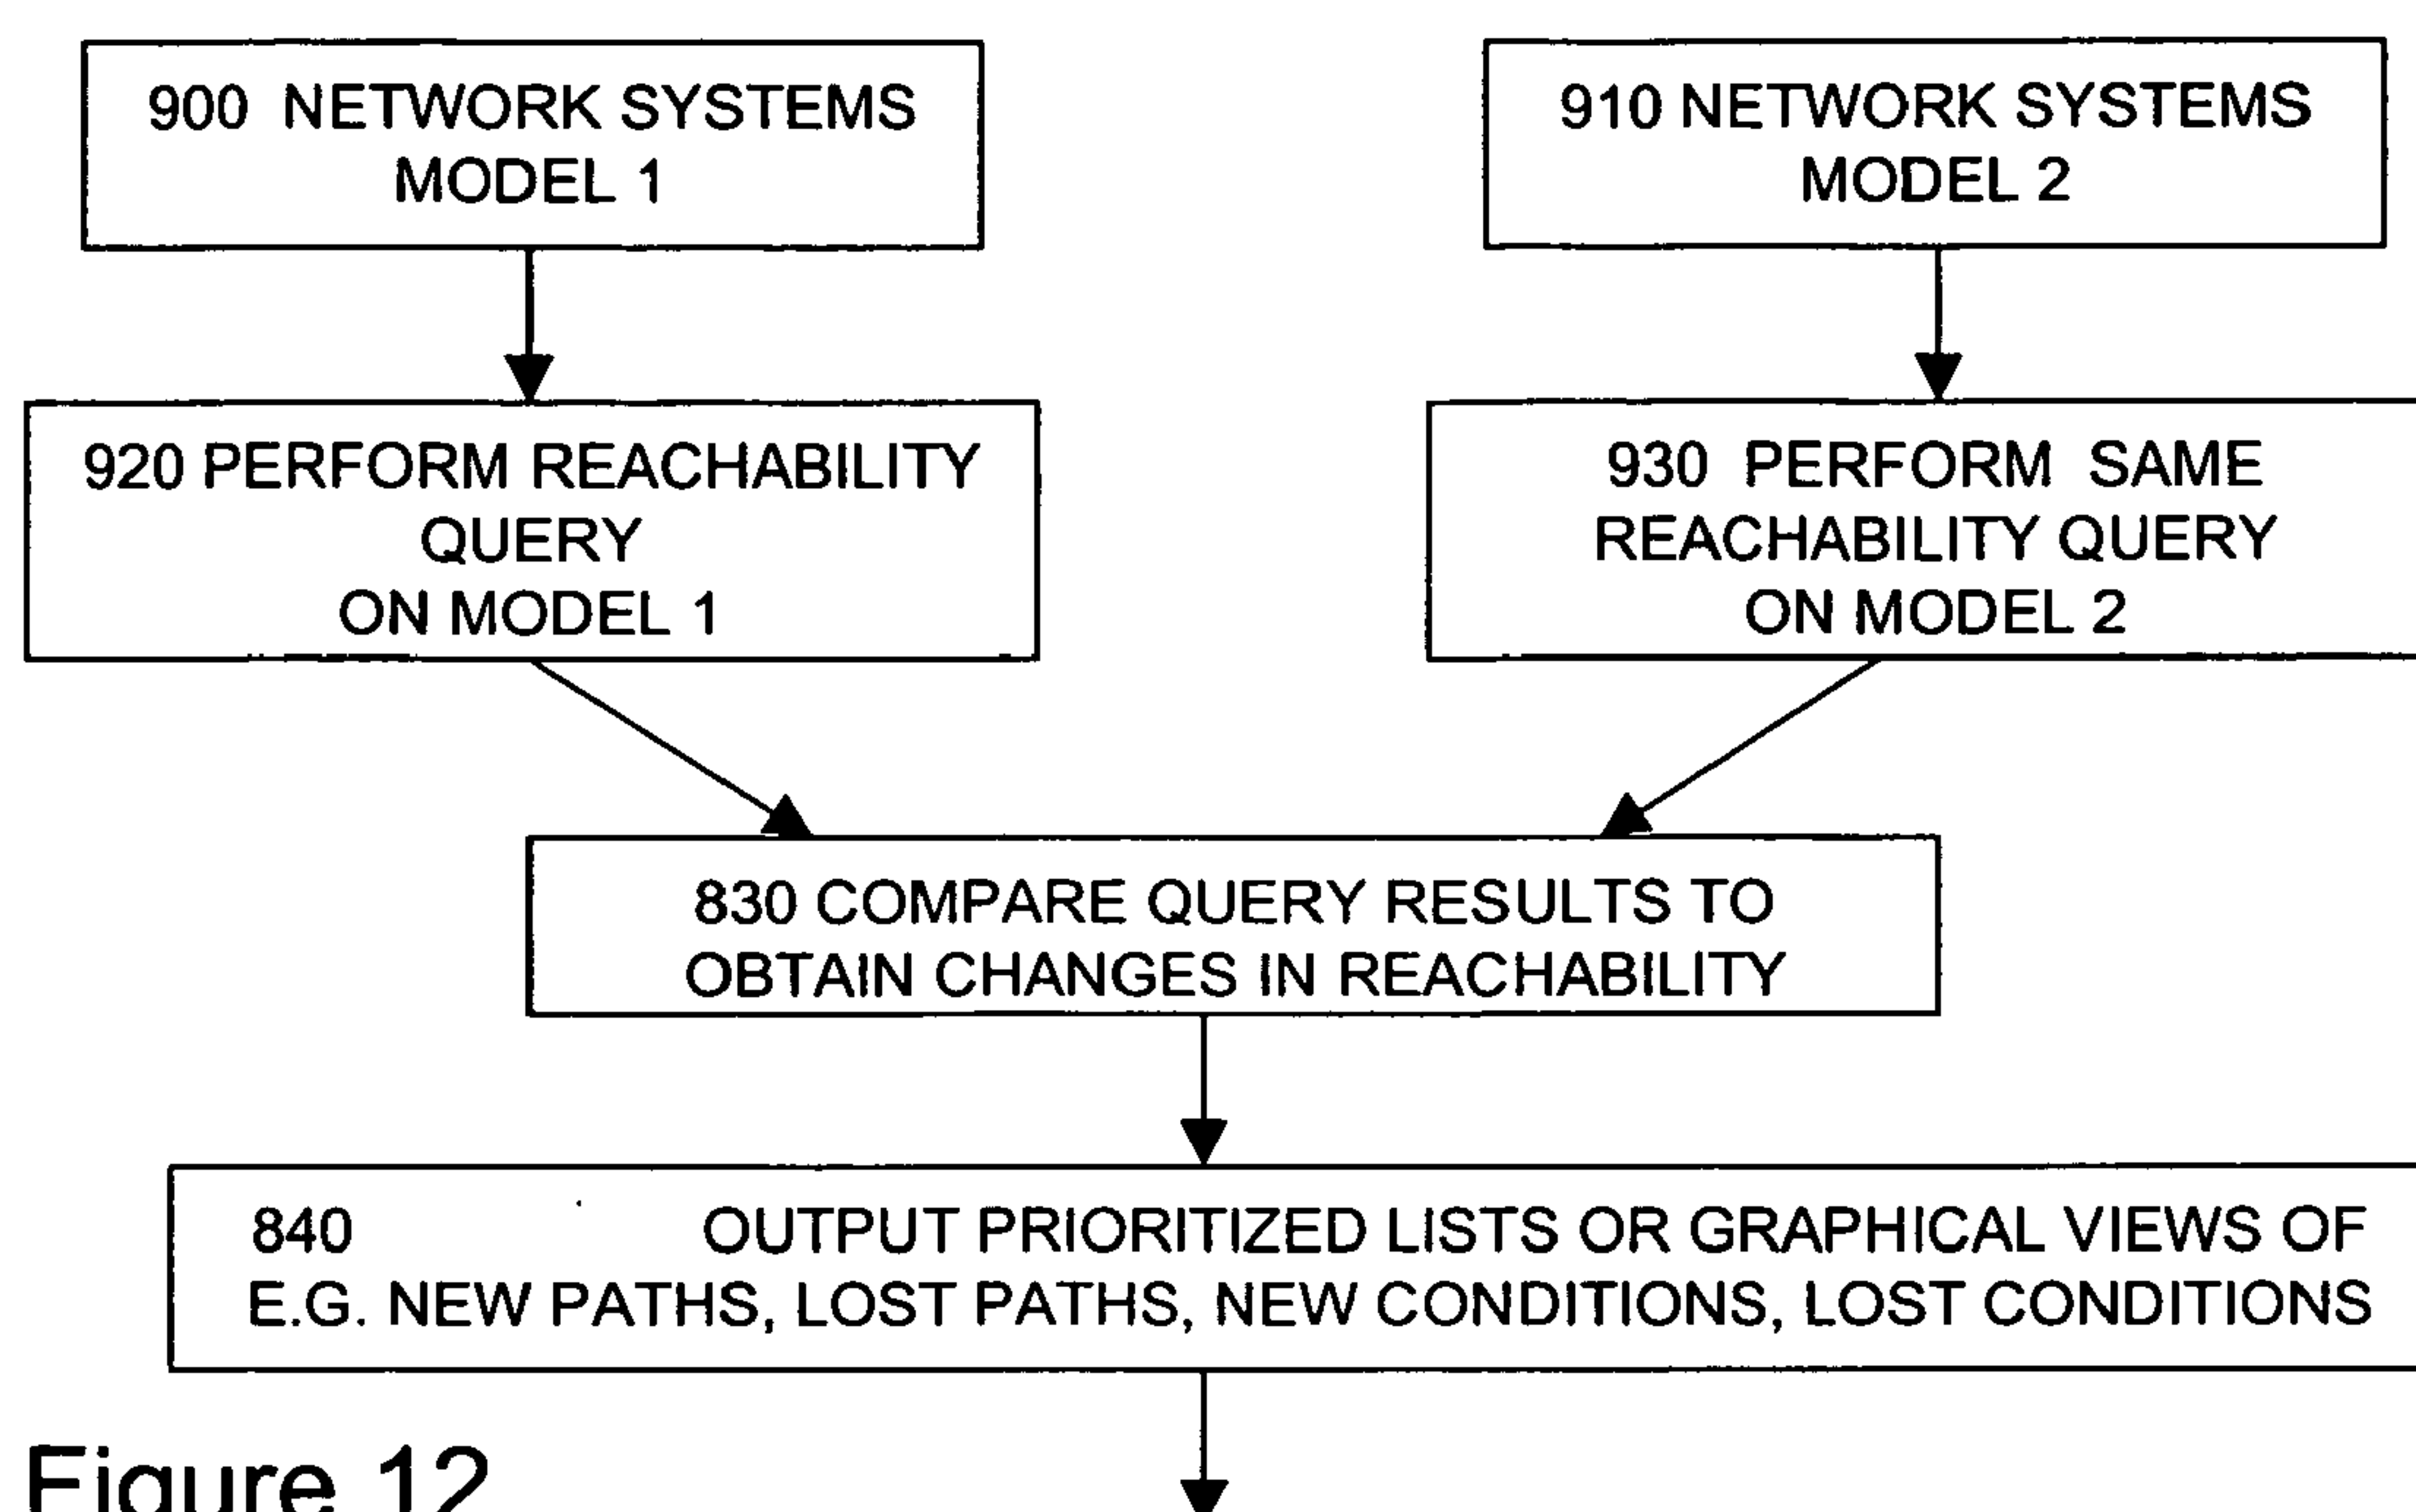 900 NETWORK SYSTEMS
MODEL 1
910 NETWORK SYSTEMS
MODEL 2
920 PERFORM REACHABILITY
QUERY
ON MODEL 1
930 PERFORM SAME
REACHABILITY QUERY
ON MODEL 2
830 COMPARE QUERY RESULTS TO
OBTAIN CHANGES IN REACHABILITY
840 OUTPUT PRIORITIZED LISTS OR GRAPHICAL VIEWS OF
E.G. NEW PATHS, LOST PATHS, NEW CONDITIONS, LOST CONDITIONS
Figure 12